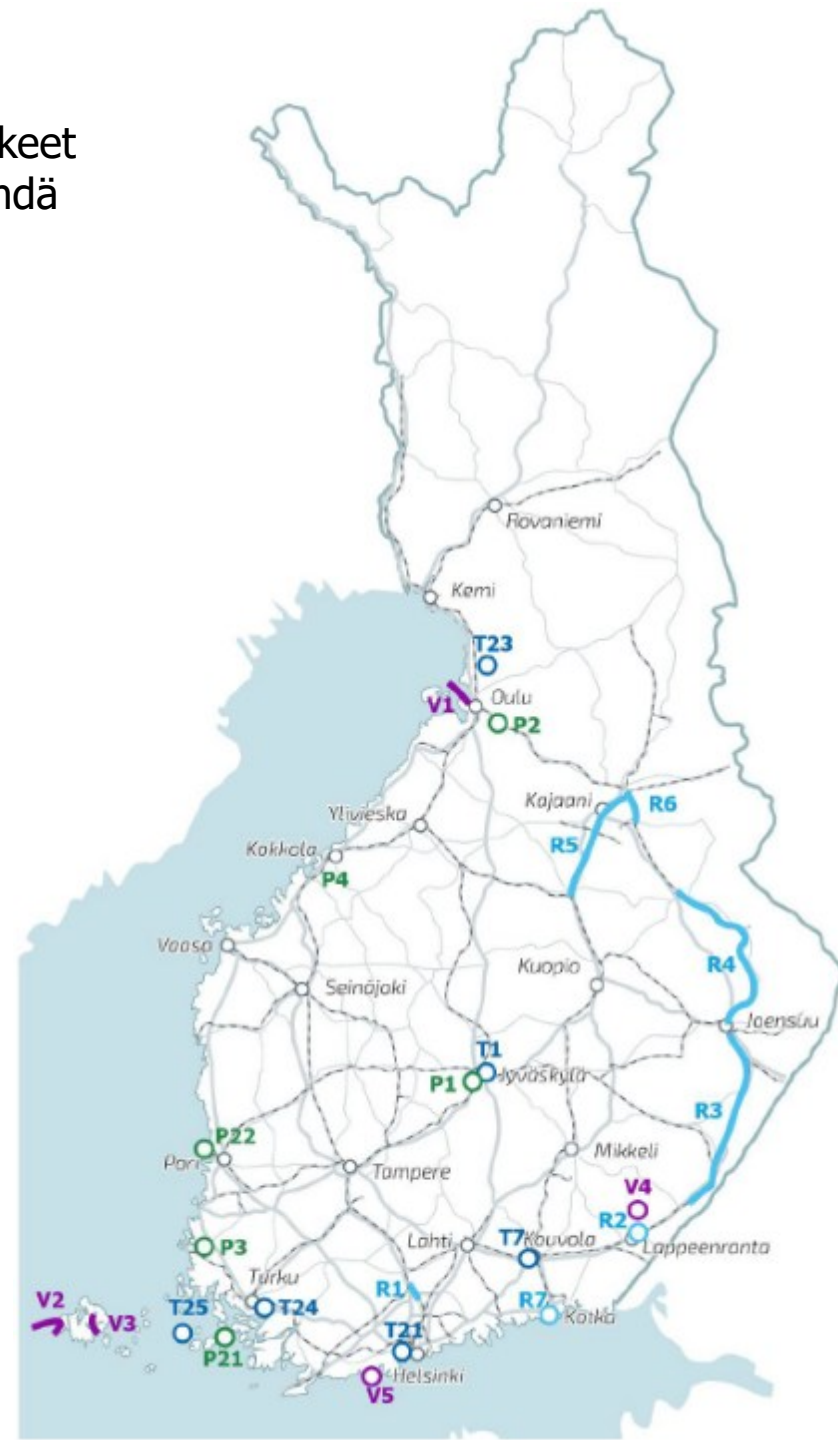 keet
ndä
Rovaniemi
Kemi
T23
Oulu
V1
P2
Kajaani
R6
Ylivieska
R5
Kokkola
P4
Vaasa
R4
Kuopio
Seinäjoki
Joensuu
T1
P1
Jyväskylä
R3
P22
Mikkeli
Pori
Tampere
V4
R2
P3
Lahti
T7
Kouvola
Lappeenranta
Turku
R1
V2
V3
T25
T24
R7
Kotka
P21
T21
Helsinki
V5